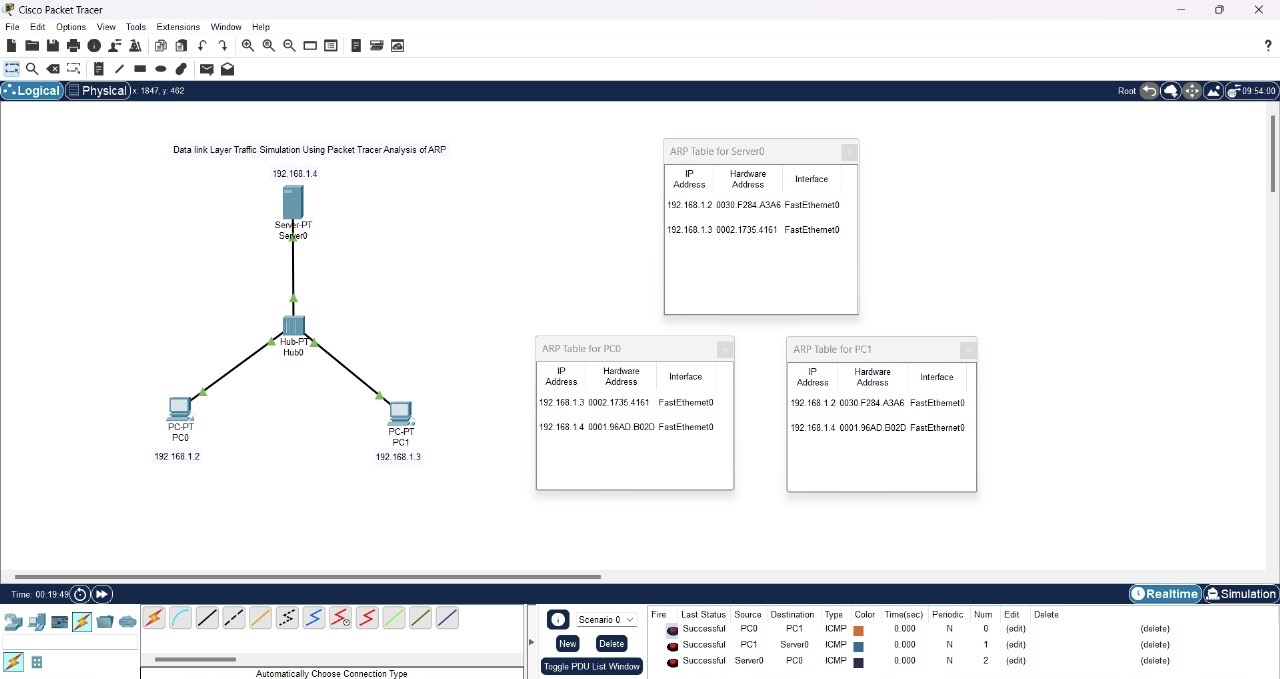 Cisco Packet Tracer
File Edit Options View Tools Extensions Window Help
?
Logical Physical x: 1847, y: 462 Root 09:54:00
Data link Layer Traffic Simulation Using Packet Tracer Analysis of ARP
192.168.1.4
Server-PT
Server0
Hub-PT
Hub0
PC-PT
PC0
192.168.1.2
PC-PT
PC1
192.168.1.3
ARP Table for Server0
IP Address Hardware Address Interface
192.168.1.2 0030.F284.A3A6 FastEthernet0
192.168.1.3 0002.1735.4161 FastEthernet0
ARP Table for PC0
IP Address Hardware Address Interface
192.168.1.3 0002.1735.4161 FastEthernet0
192.168.1.4 0001.96AD.B02D FastEthernet0
ARP Table for PC1
IP Address Hardware Address Interface
192.168.1.2 0030.F284.A3A6 FastEthernet0
192.168.1.4 0001.96AD.B02D FastEthernet0
Time: 00:19:49 Realtime Simulation
Automatically Choose Connection Type
Scenario 0
New Delete
Toggle PDU List Window
Fire Last Status Source Destination Type Color Time(sec) Periodic Num Edit Delete
Successful PC0 PC1 ICMP 0.000 N 0 (edit) (delete)
Successful PC1 Server0 ICMP 0.000 N 1 (edit) (delete)
Successful Server0 PC0 ICMP 0.000 N 2 (edit) (delete)